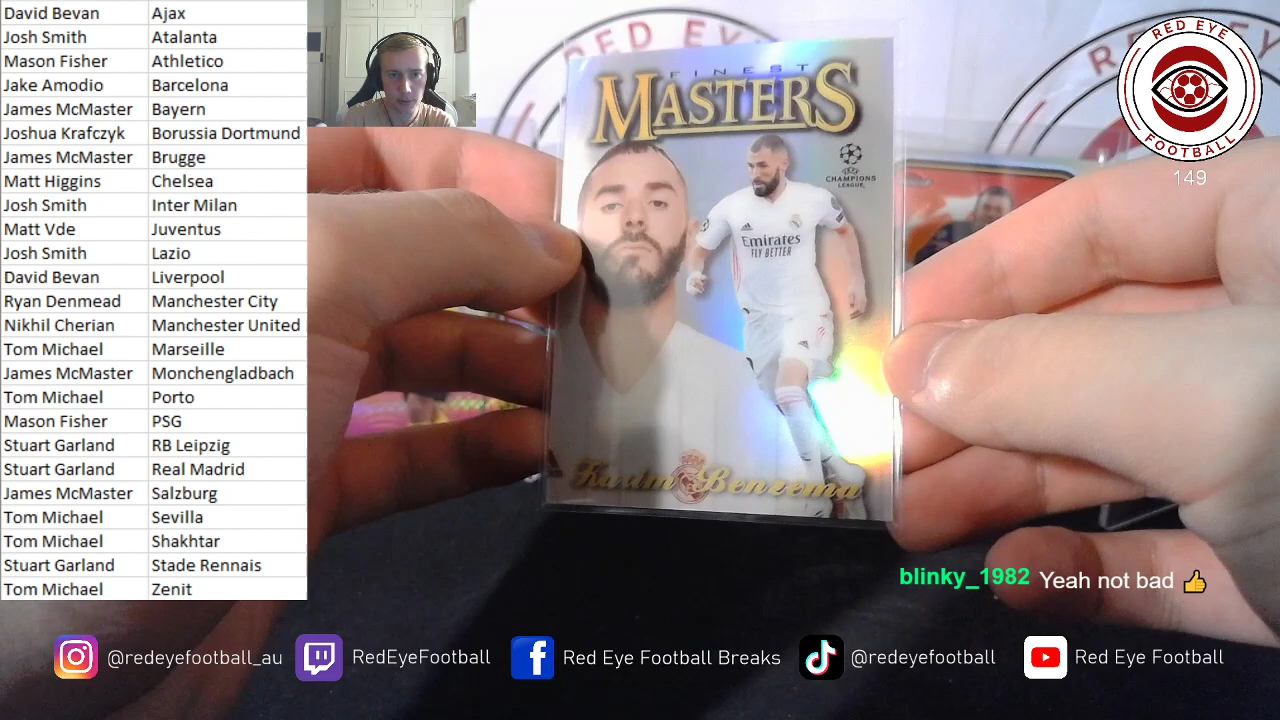 David Bevan Ajax
Josh Smith Atalanta
Mason Fisher Athletico
Jake Amodio Barcelona
James McMaster Bayern
Joshua Krafczyk Borussia Dortmund
James McMaster Brugge
Matt Higgins Chelsea
Josh Smith Inter Milan
Matt Vde Juventus
Josh Smith Lazio
David Bevan Liverpool
Ryan Denmead Manchester City
Nikhil Cherian Manchester United
Tom Michael Marseille
James McMaster Monchengladbach
Tom Michael Porto
Mason Fisher PSG
Stuart Garland RB Leipzig
Stuart Garland Real Madrid
James McMaster Salzburg
Tom Michael Sevilla
Tom Michael Shakhtar
Stuart Garland Stade Rennais
Tom Michael Zenit
RED EYE
RED EYE
FOOTBALL
149
FINEST
MASTERS
CHAMPIONS
LEAGUE
Emirates
FLY BETTER
Karim Benzema
blinky_1982 Yeah not bad 👍
@redeyefootball_au RedEyeFootball Red Eye Football Breaks @redeyefootball Red Eye Football